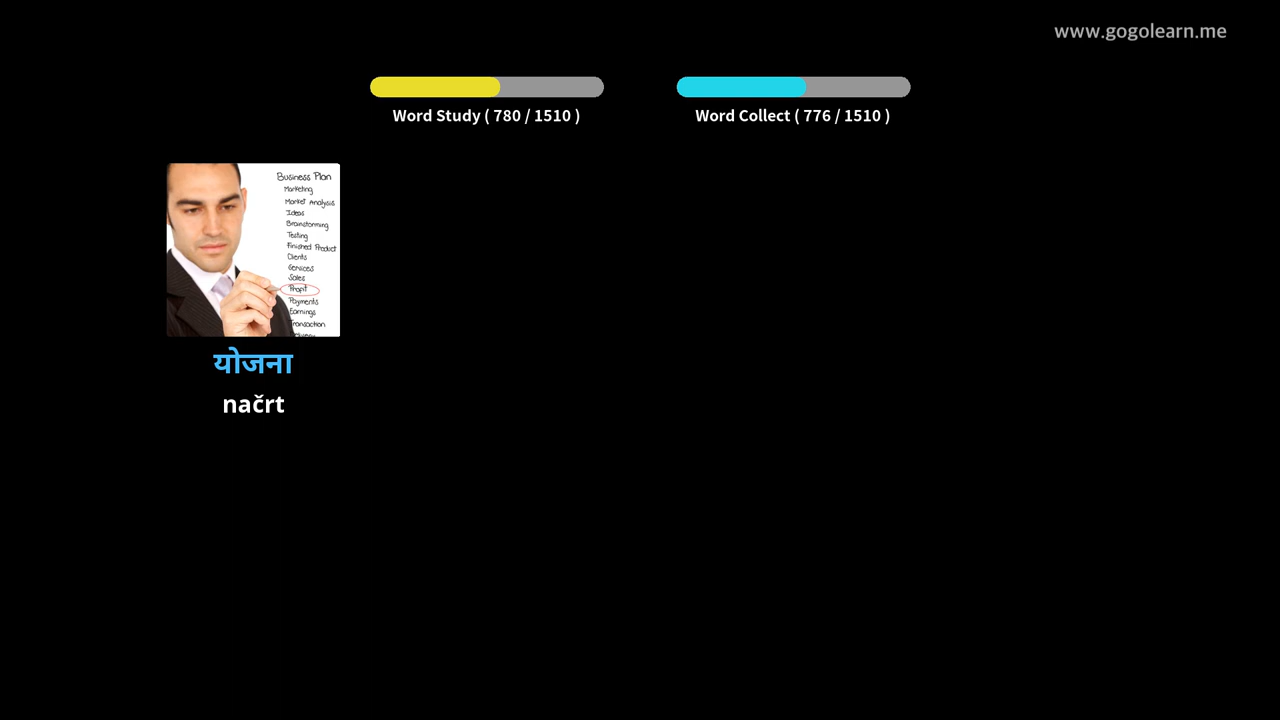 www.gogolearn.me
Word Study ( 780 / 1510 )
Word Collect ( 776 / 1510 )
Business Plan
Marketing
Market Analysis
Ideas
Brainstorming
Testing
Finished Product
Clients
Services
Sales
Profit
Payments
Earnings
Transaction
Delivery
योजना
načrt